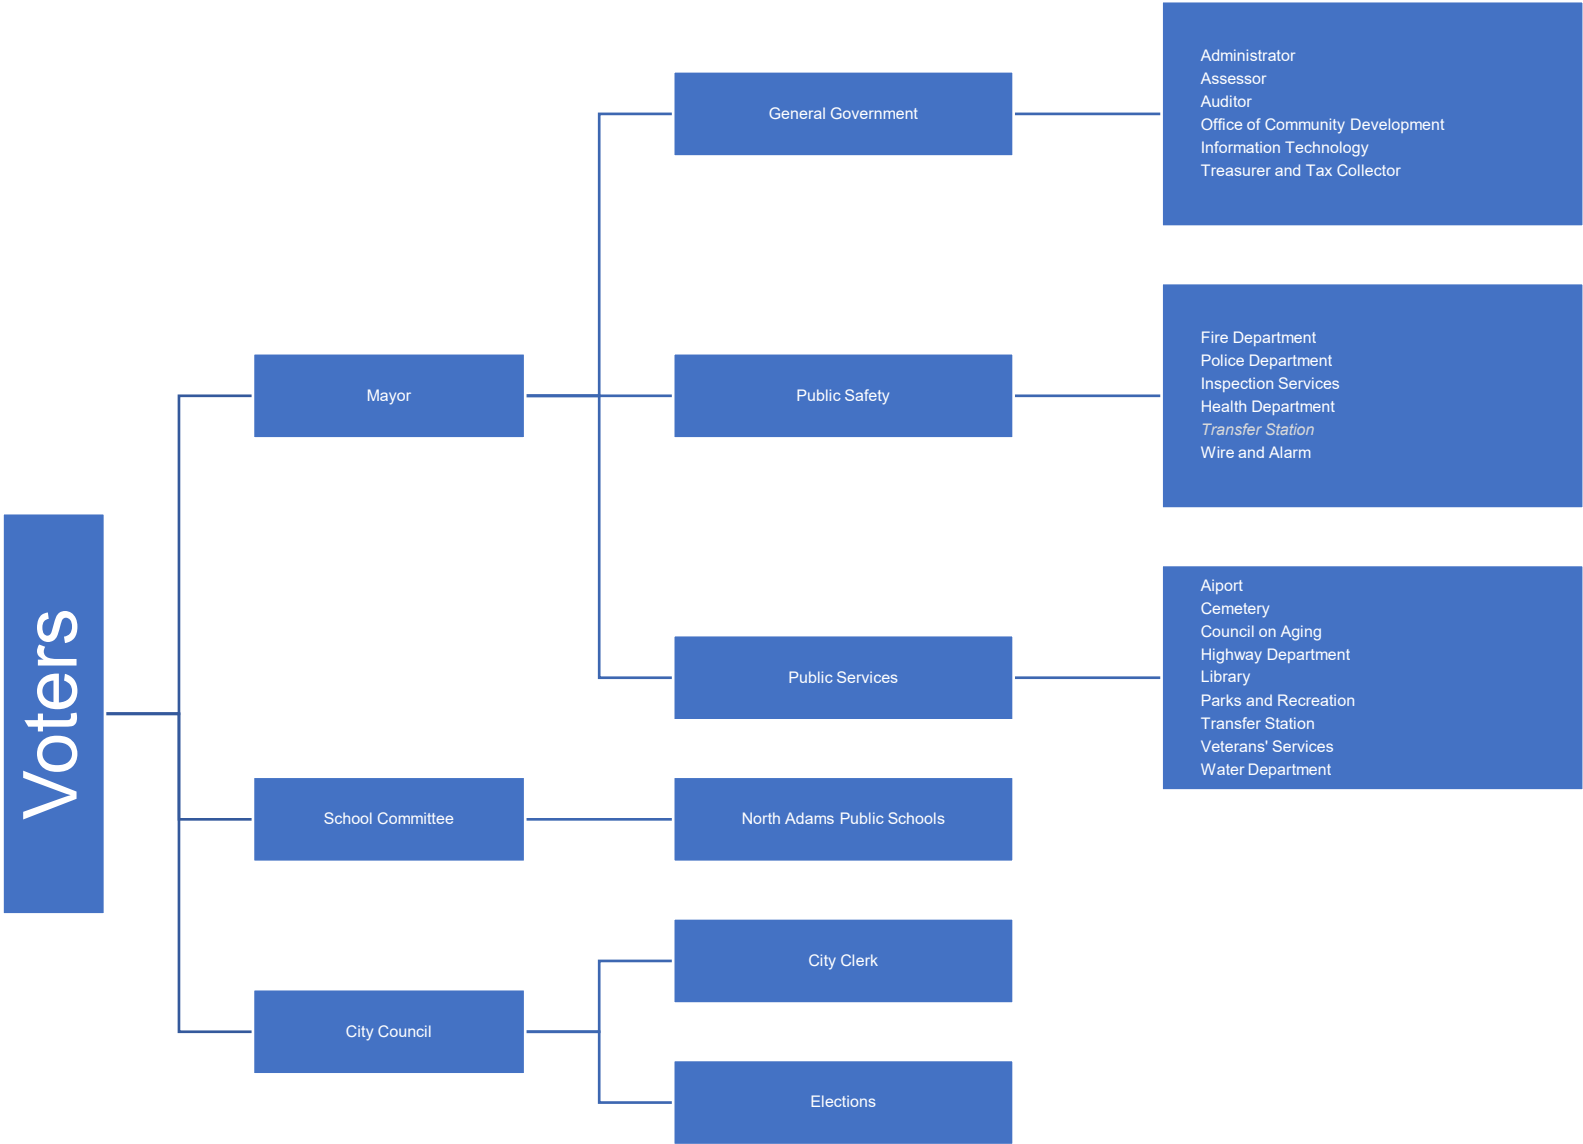 Voters
Mayor
School Committee
City Council
General Government
Public Safety
Public Services
North Adams Public Schools
City Clerk
Elections
Administrator
Assessor
Auditor
Office of Community Development
Information Technology
Treasurer and Tax Collector
Fire Department
Police Department
Inspection Services
Health Department
Transfer Station
Wire and Alarm
Aiport
Cemetery
Council on Aging
Highway Department
Library
Parks and Recreation
Transfer Station
Veterans' Services
Water Department